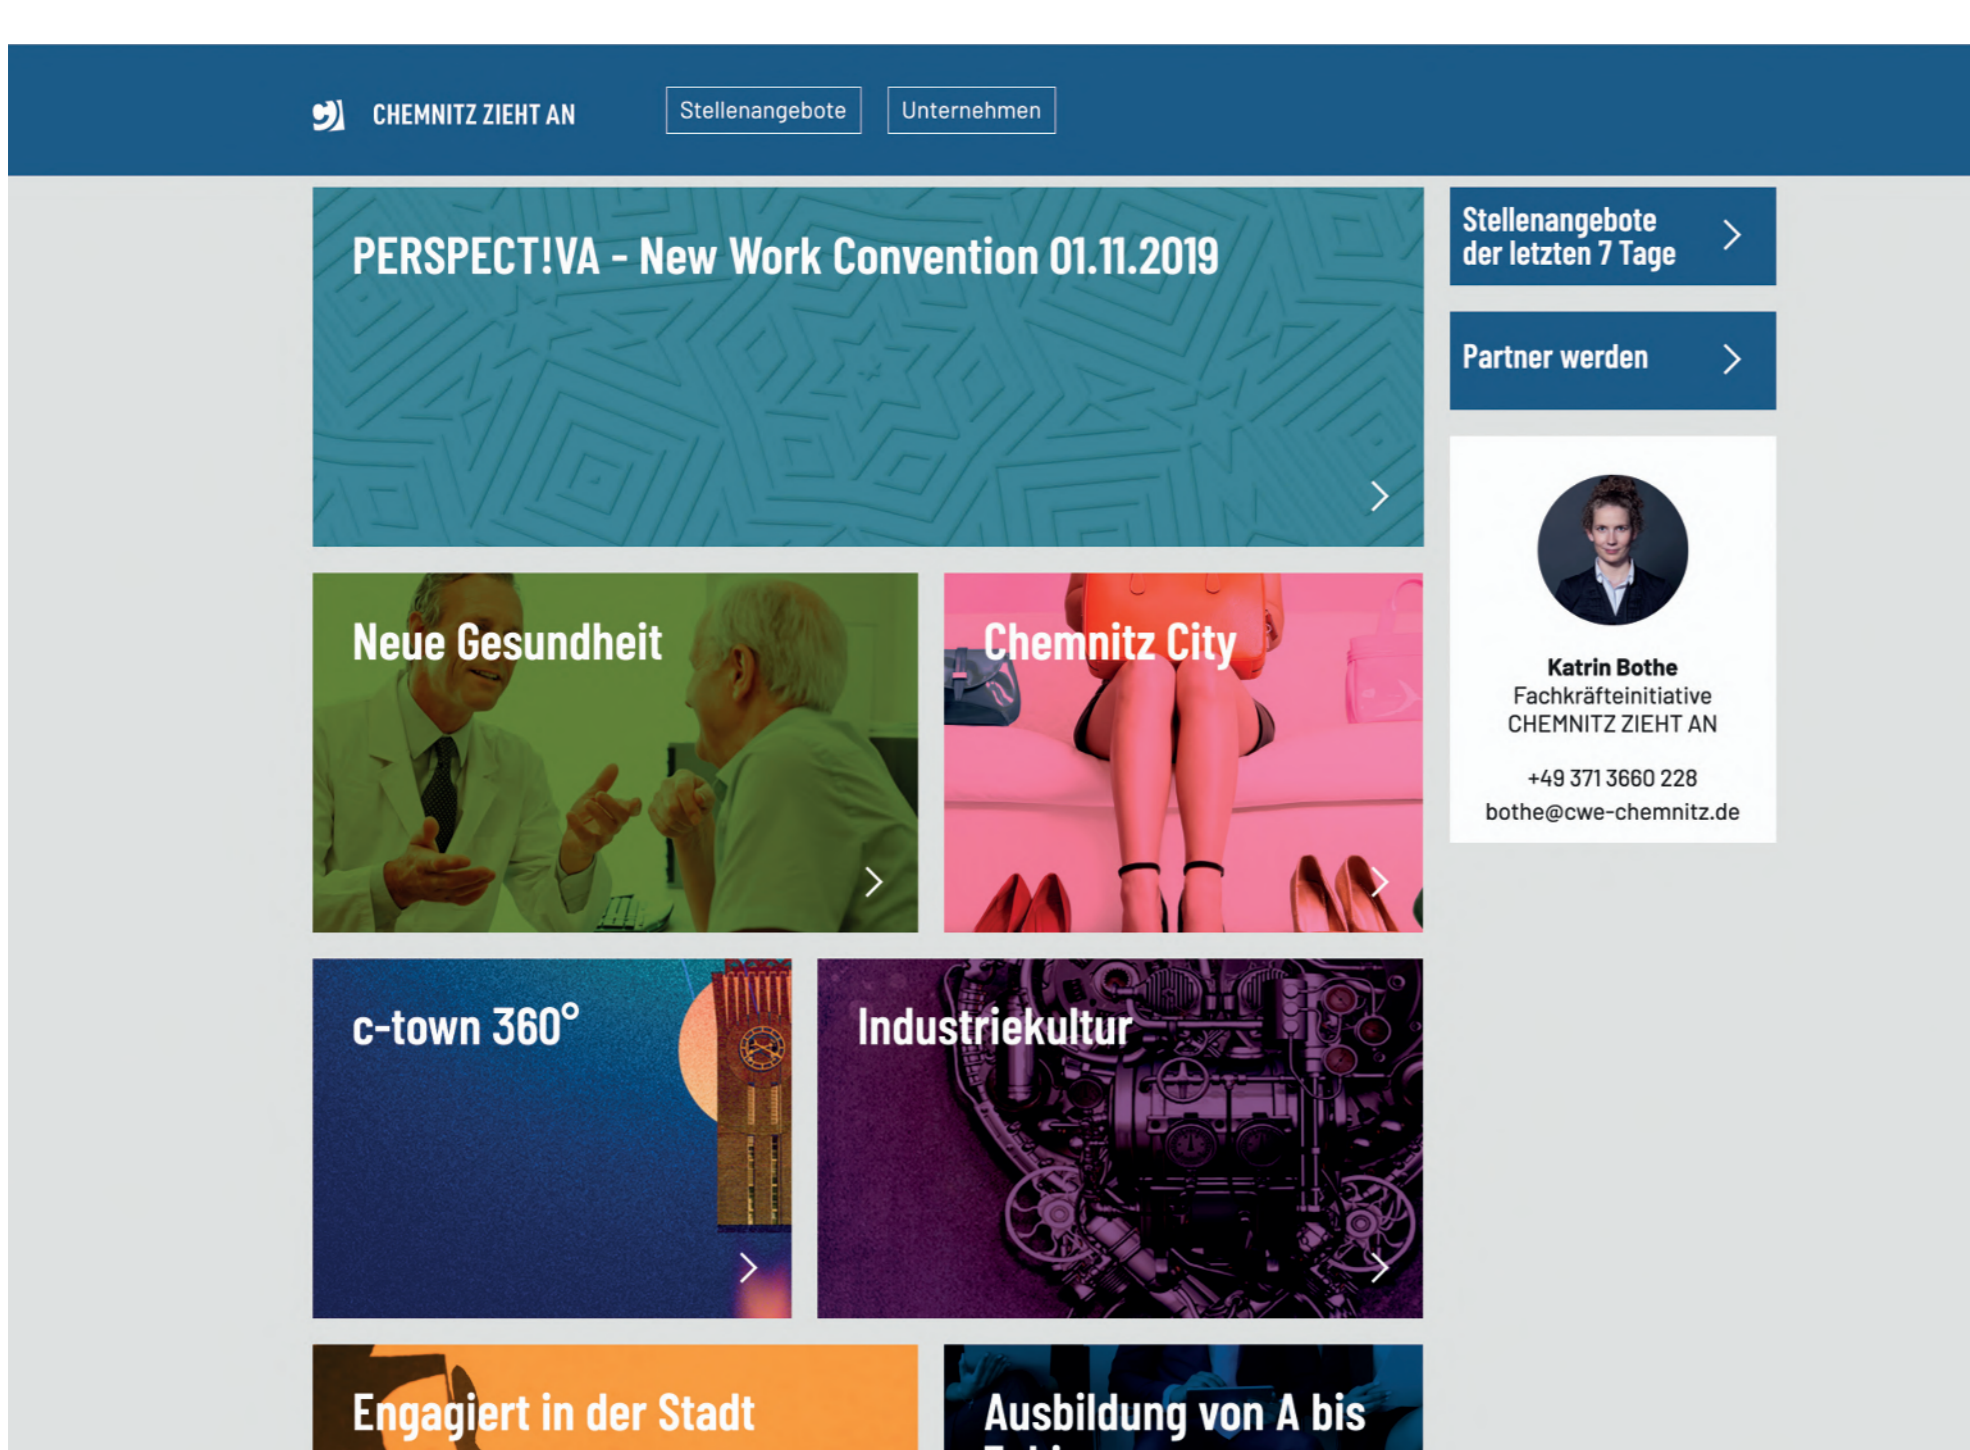 CHEMNITZ ZIEHT AN
Stellenangebote
Unternehmen
PERSPECT!VA - New Work Convention 01.11.2019
Stellenangebote
der letzten 7 Tage
Partner werden
Katrin Bothe
Fachkräfteinitiative
CHEMNITZ ZIEHT AN
+49 371 3660 228
bothe@cwe-chemnitz.de
Neue Gesundheit
Chemnitz City
c-town 360°
Industriekultur
Engagiert in der Stadt
Ausbildung von A bis